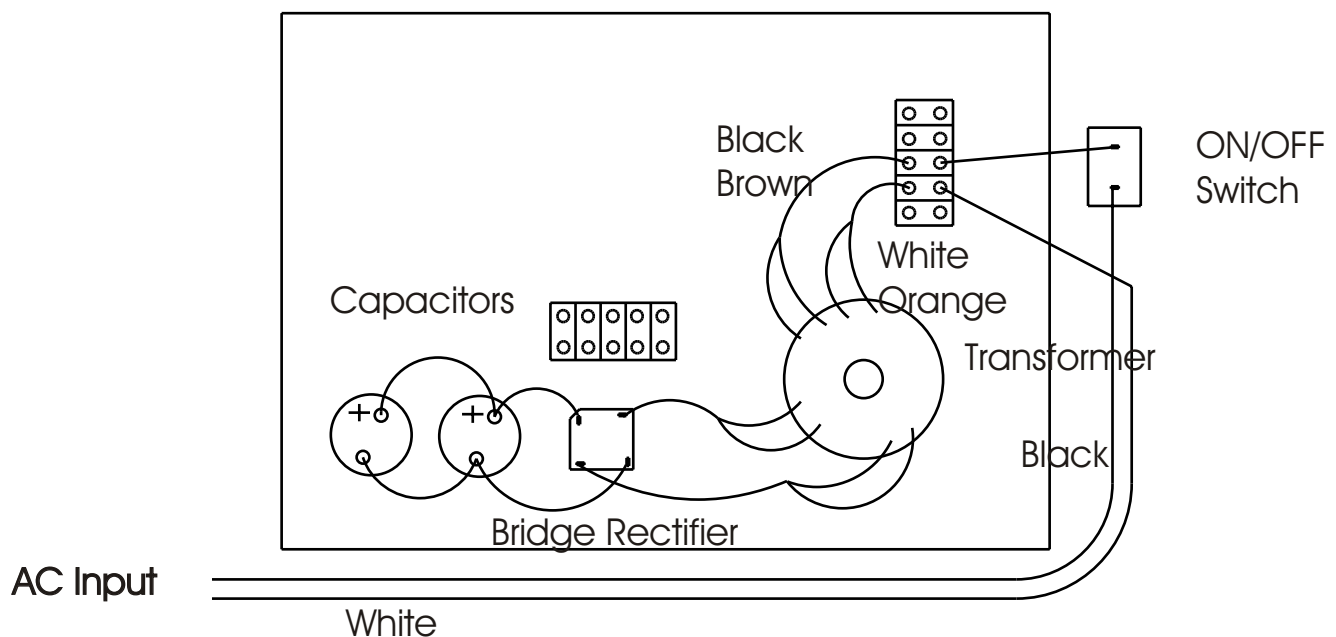 Black
Brown
ON/OFF
Switch
White
Orange
Capacitors
Transformer
+
+
Black
Bridge Rectifier
AC Input
White